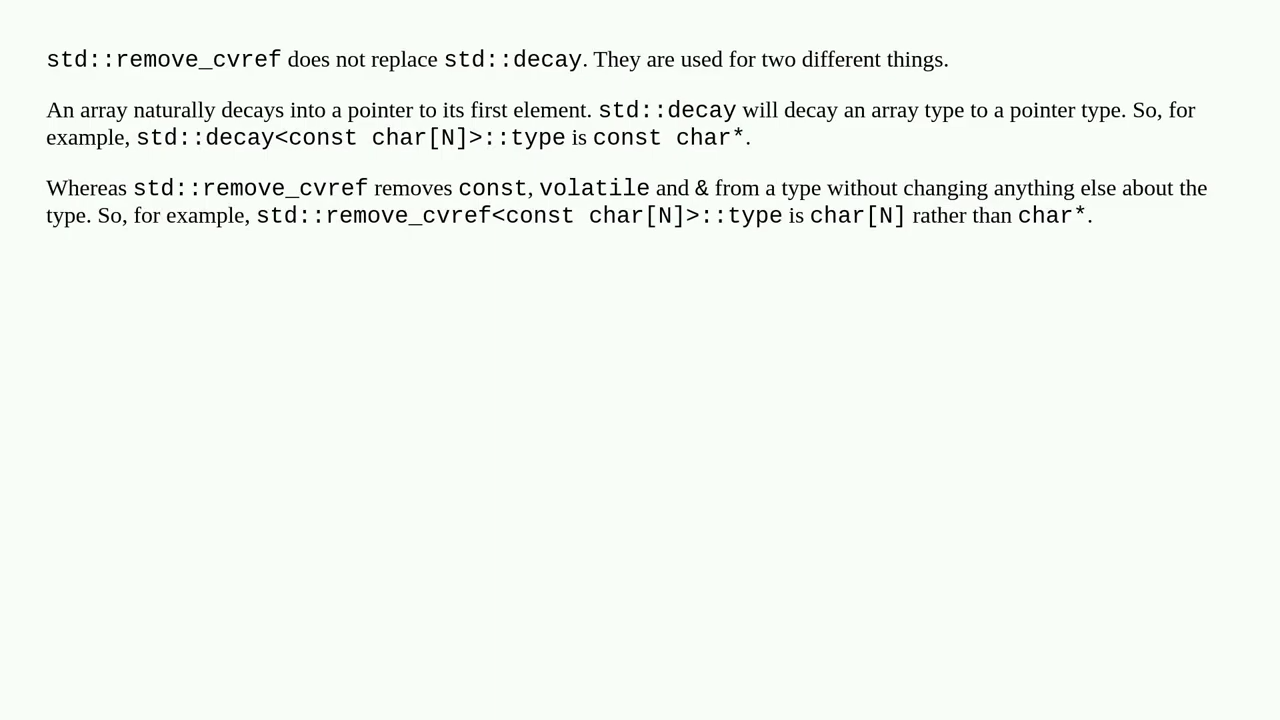 std::remove_cvref does not replace std::decay. They are used for two different things.
An array naturally decays into a pointer to its first element. std::decay will decay an array type to a pointer type. So, for
example, std::decay<const char[N]>::type is const char*.
Whereas std::remove_cvref removes const, volatile and & from a type without changing anything else about the
type. So, for example, std::remove_cvref<const char[N]>::type is char[N] rather than char*.